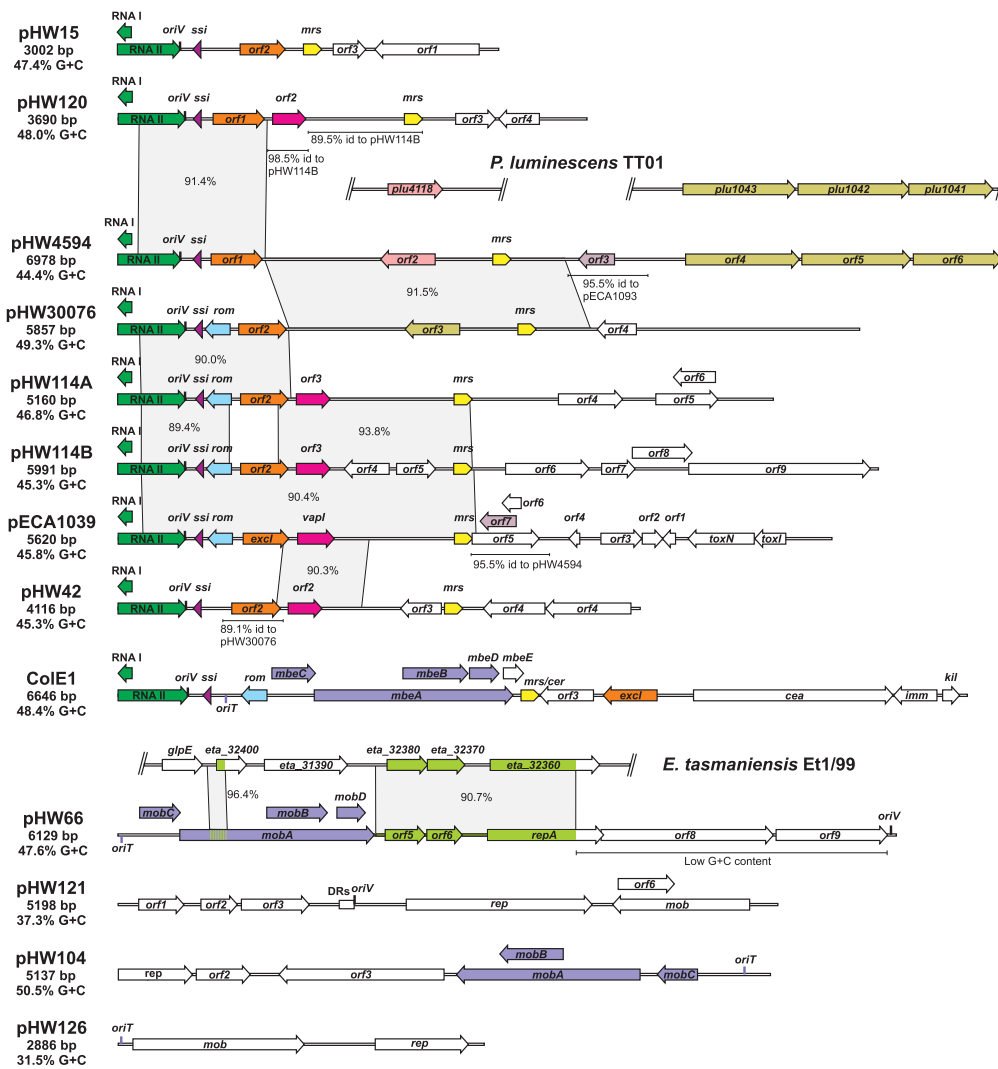 RNA I
pHW15
3002 bp
47.4% G+C
oriV ssi mrs
RNA II orf2 orf3 orf1
RNA I
pHW120
3690 bp
48.0% G+C
oriV ssi orf2 mrs
RNA II orf1 orf3 orf4
89.5% id to pHW114B
98.5% id to
pHW114B
91.4%
P. luminescens TT01
plu4118 plu1043 plu1042 plu1041
RNA I
pHW4594
6978 bp
44.4% G+C
oriV ssi mrs
RNA II orf1 orf2 orf3 orf4 orf5 orf6
91.5%
95.5% id to
pECA1093
RNA I
pHW30076
5857 bp
49.3% G+C
oriV ssi rom mrs
RNA II orf2 orf3 orf4
90.0%
RNA I
pHW114A
5160 bp
46.8% G+C
oriV ssi rom orf3 mrs orf6
RNA II orf2 orf4 orf5
89.4% 93.8%
RNA I
pHW114B
5991 bp
45.3% G+C
oriV ssi rom orf3 mrs orf8
RNA II orf2 orf4 orf5 orf6 orf7 orf9
90.4%
RNA I
pECA1039
5620 bp
45.8% G+C
orf6
oriV ssi rom vapI mrs orf7 orf4 orf2 orf1
RNA II excI orf5 orf3 toxN toxI
95.5% id to pHW4594
90.3%
RNA I
pHW42
4116 bp
45.3% G+C
oriV ssi orf2 mrs
RNA II orf2 orf3 orf4 orf4
89.1% id to
pHW30076
RNA I
ColE1
6646 bp
48.4% G+C
mbeC mbeB mbeD mbeE
oriV ssi rom mrs/cer kil
RNA II oriT mbeA orf3 excI cea imm
glpE eta_32400 eta_32380 eta_32370
eta_31390 eta_32360
E. tasmaniensis Et1/99
96.4% 90.7%
pHW66
6129 bp
47.6% G+C
mobC mobB mobD
oriV
oriT mobA orf5 orf6 repA orf8 orf9
Low G+C content
pHW121
5198 bp
37.3% G+C
DRs oriV orf6
orf1 orf2 orf3 rep mob
pHW104
5137 bp
50.5% G+C
mobB oriT
rep orf2 orf3 mobA mobC
pHW126
2886 bp
31.5% G+C
oriT
mob rep